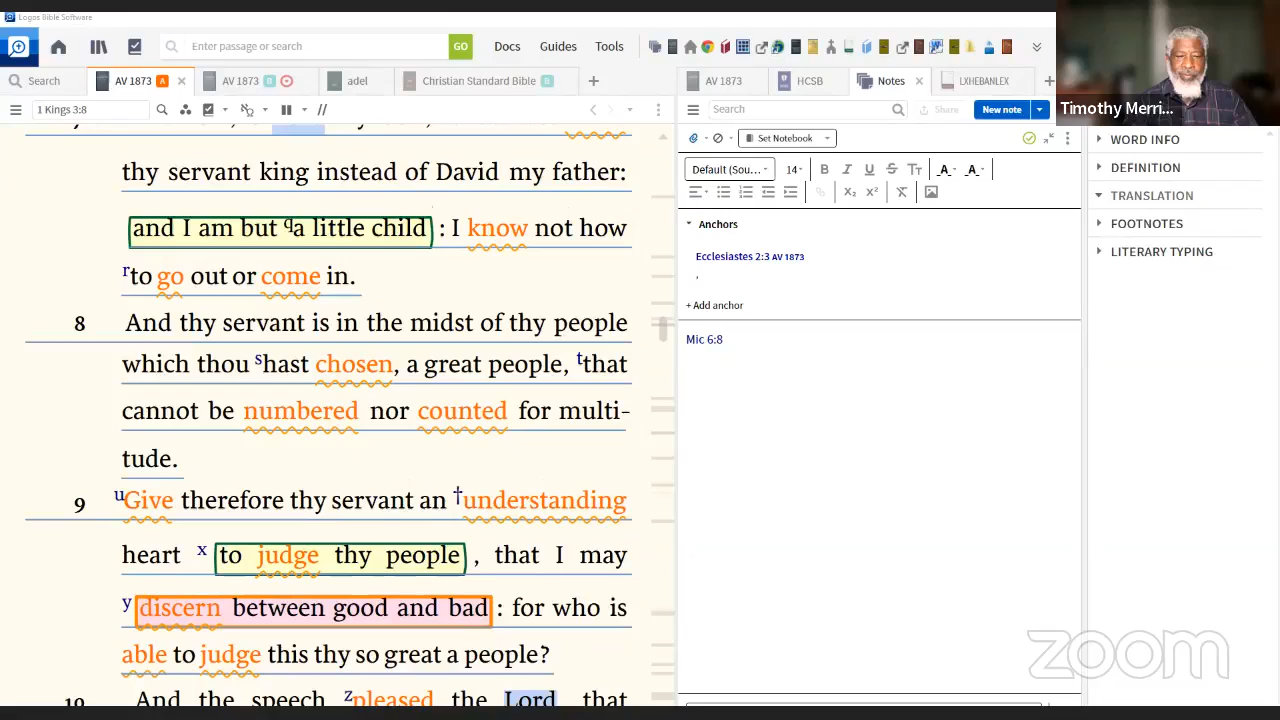 Logos Bible Software
Enter passage or search
GO
Docs
Guides
Tools
Search
AV 1873 A
AV 1873 B
adel
Christian Standard Bible B
AV 1873
HCSB
Notes
LXHEBANLEX
1 Kings 3:8
Search
Share
New note
Timothy Merri...
Set Notebook
Default (Sou...
14
Anchors
Ecclesiastes 2:3 AV 1873
,
+ Add anchor
Mic 6:8
WORD INFO
DEFINITION
TRANSLATION
FOOTNOTES
LITERARY TYPING
thy servant king instead of David my father:
and I am but q a little child : I know not how
r to go out or come in.
8 And thy servant is in the midst of thy people
which thou s hast chosen, a great people, t that
cannot be numbered nor counted for multi-
tude.
9 u Give therefore thy servant an † understanding
heart x to judge thy people , that I may
y discern between good and bad : for who is
able to judge this thy so great a people?
10 And the speech z pleased the Lord that
zoom